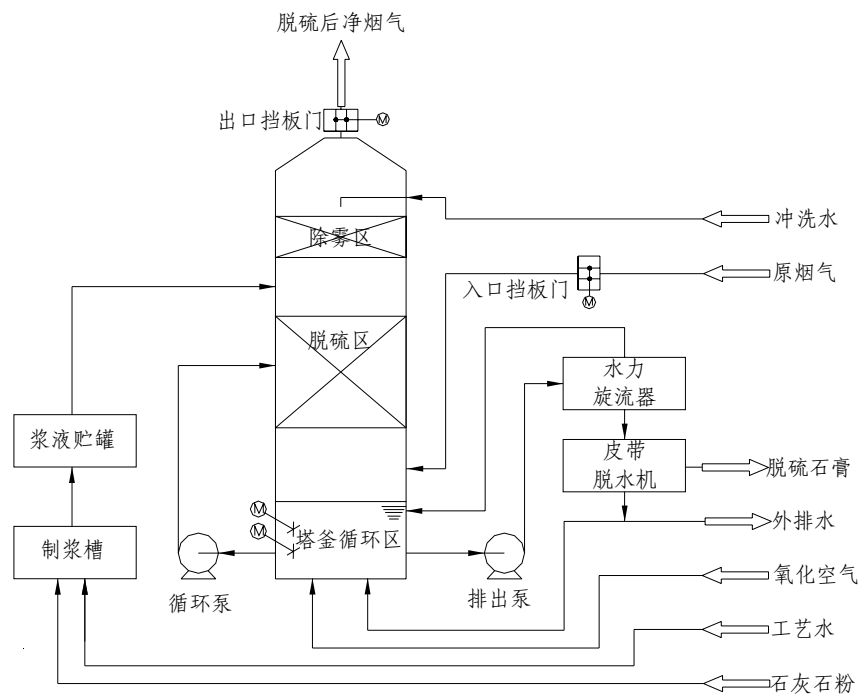 脱硫后净烟气
出口挡板门
M
冲洗水
除雾区
原烟气
入口挡板门
M
脱硫区
水力
旋流器
浆液贮罐
皮带
脱水机
脱硫石膏
M
M
塔釜循环区
外排水
制浆槽
循环泵
排出泵
氧化空气
工艺水
石灰石粉